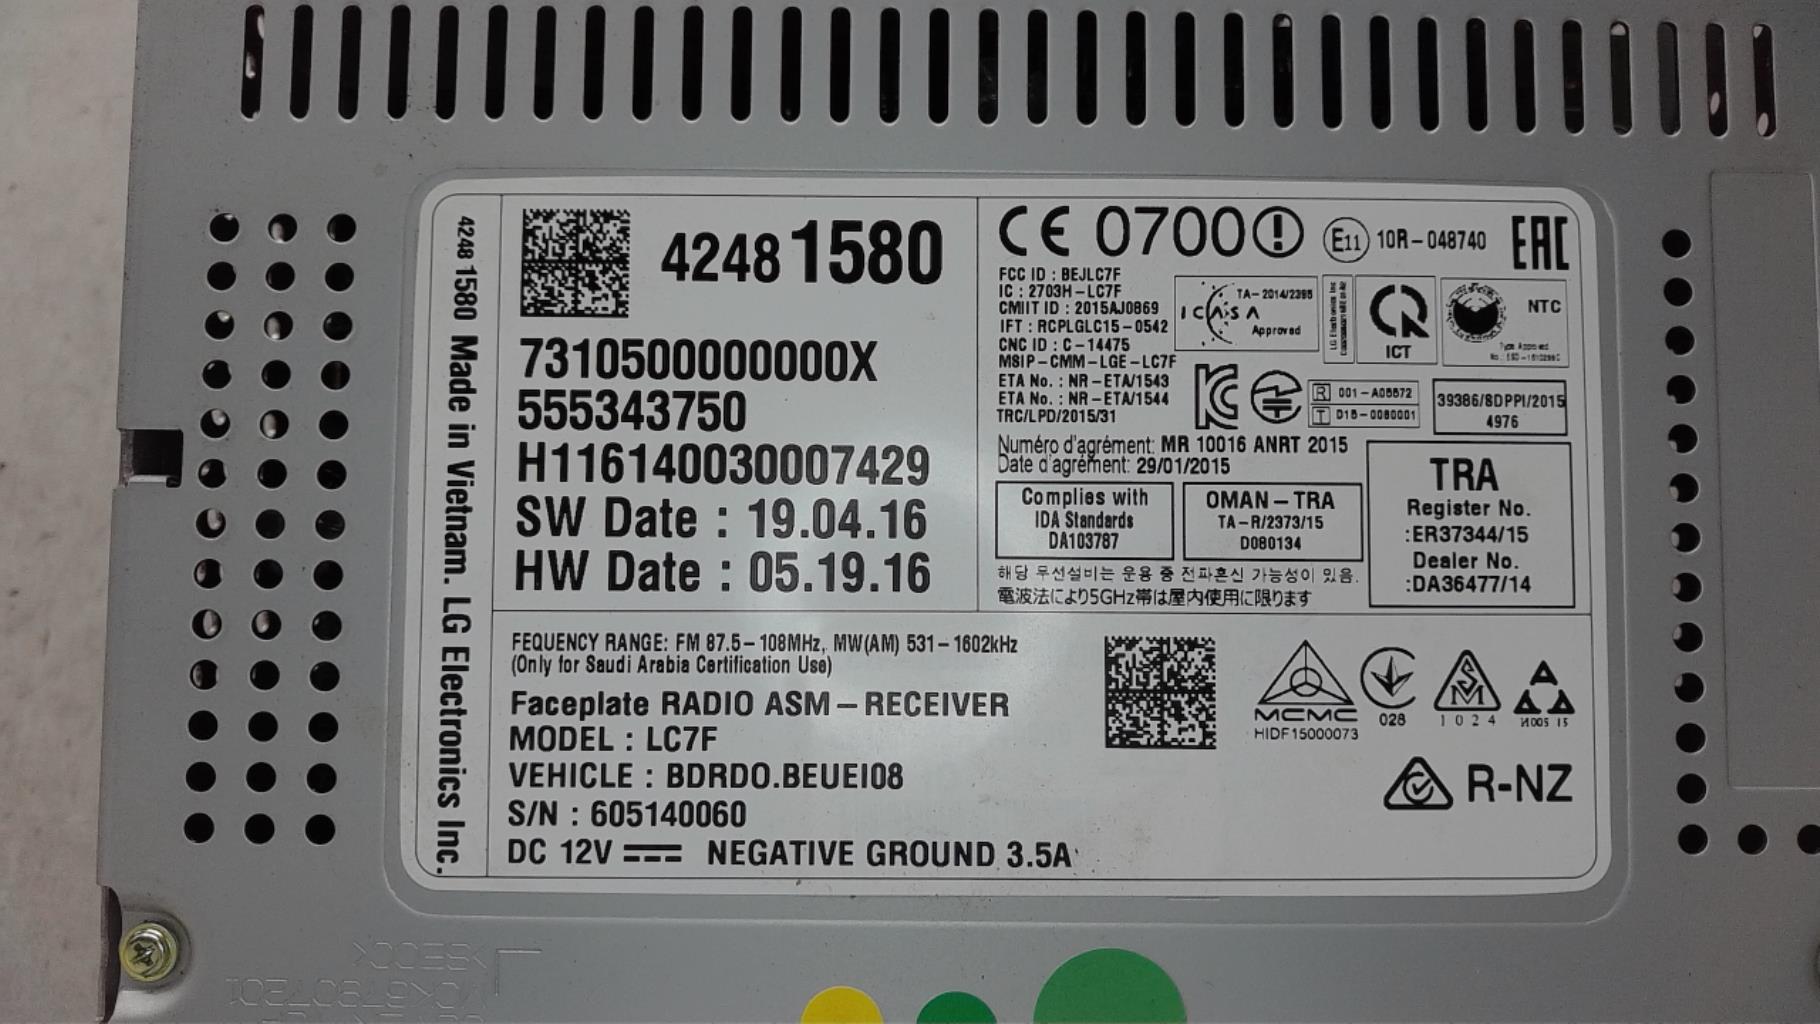 4248 1580 Made in Vietnam. LG Electronics Inc.
4248 1580
7310500000000X
555343750
H116140030007429
SW Date : 19.04.16
HW Date : 05.19.16
CE 0700
E11 10R-048740
EAC
FCC ID : BEJLC7F
IC : 2703H-LC7F
CMIIT ID : 2015AJ0869
IFT : RCPLGLC15-0542
CNC ID : C-14475
MSIP-CMM-LGE-LC7F
ETA No. : NR-ETA/1543
ETA No. : NR-ETA/1544
TRC/LPD/2015/31
ICASA
TA-2014/2395
Approved
ICT
NTC
Type Approved
R 001-A08672
T D15-0080001
39386/SDPPI/2015
4976
Numéro d'agrément: MR 10016 ANRT 2015
Date d'agrément: 29/01/2015
Complies with
IDA Standards
DA103787
OMAN-TRA
TA-R/2373/15
D080134
TRA
Register No.
:ER37344/15
Dealer No.
:DA36477/14
해당 무선설비는 운용 중 전파혼신 가능성이 있음.
電波法により5GHz帯は屋内使用に限ります
FEQUENCY RANGE: FM 87.5-108MHz, MW(AM) 531-1602kHz
(Only for Saudi Arabia Certification Use)
Faceplate RADIO ASM-RECEIVER
MODEL : LC7F
VEHICLE : BDRDO.BEUEI08
S/N : 605140060
DC 12V NEGATIVE GROUND 3.5A
MCMC
HIDF15000073
028
1024
И005 15
R-NZ